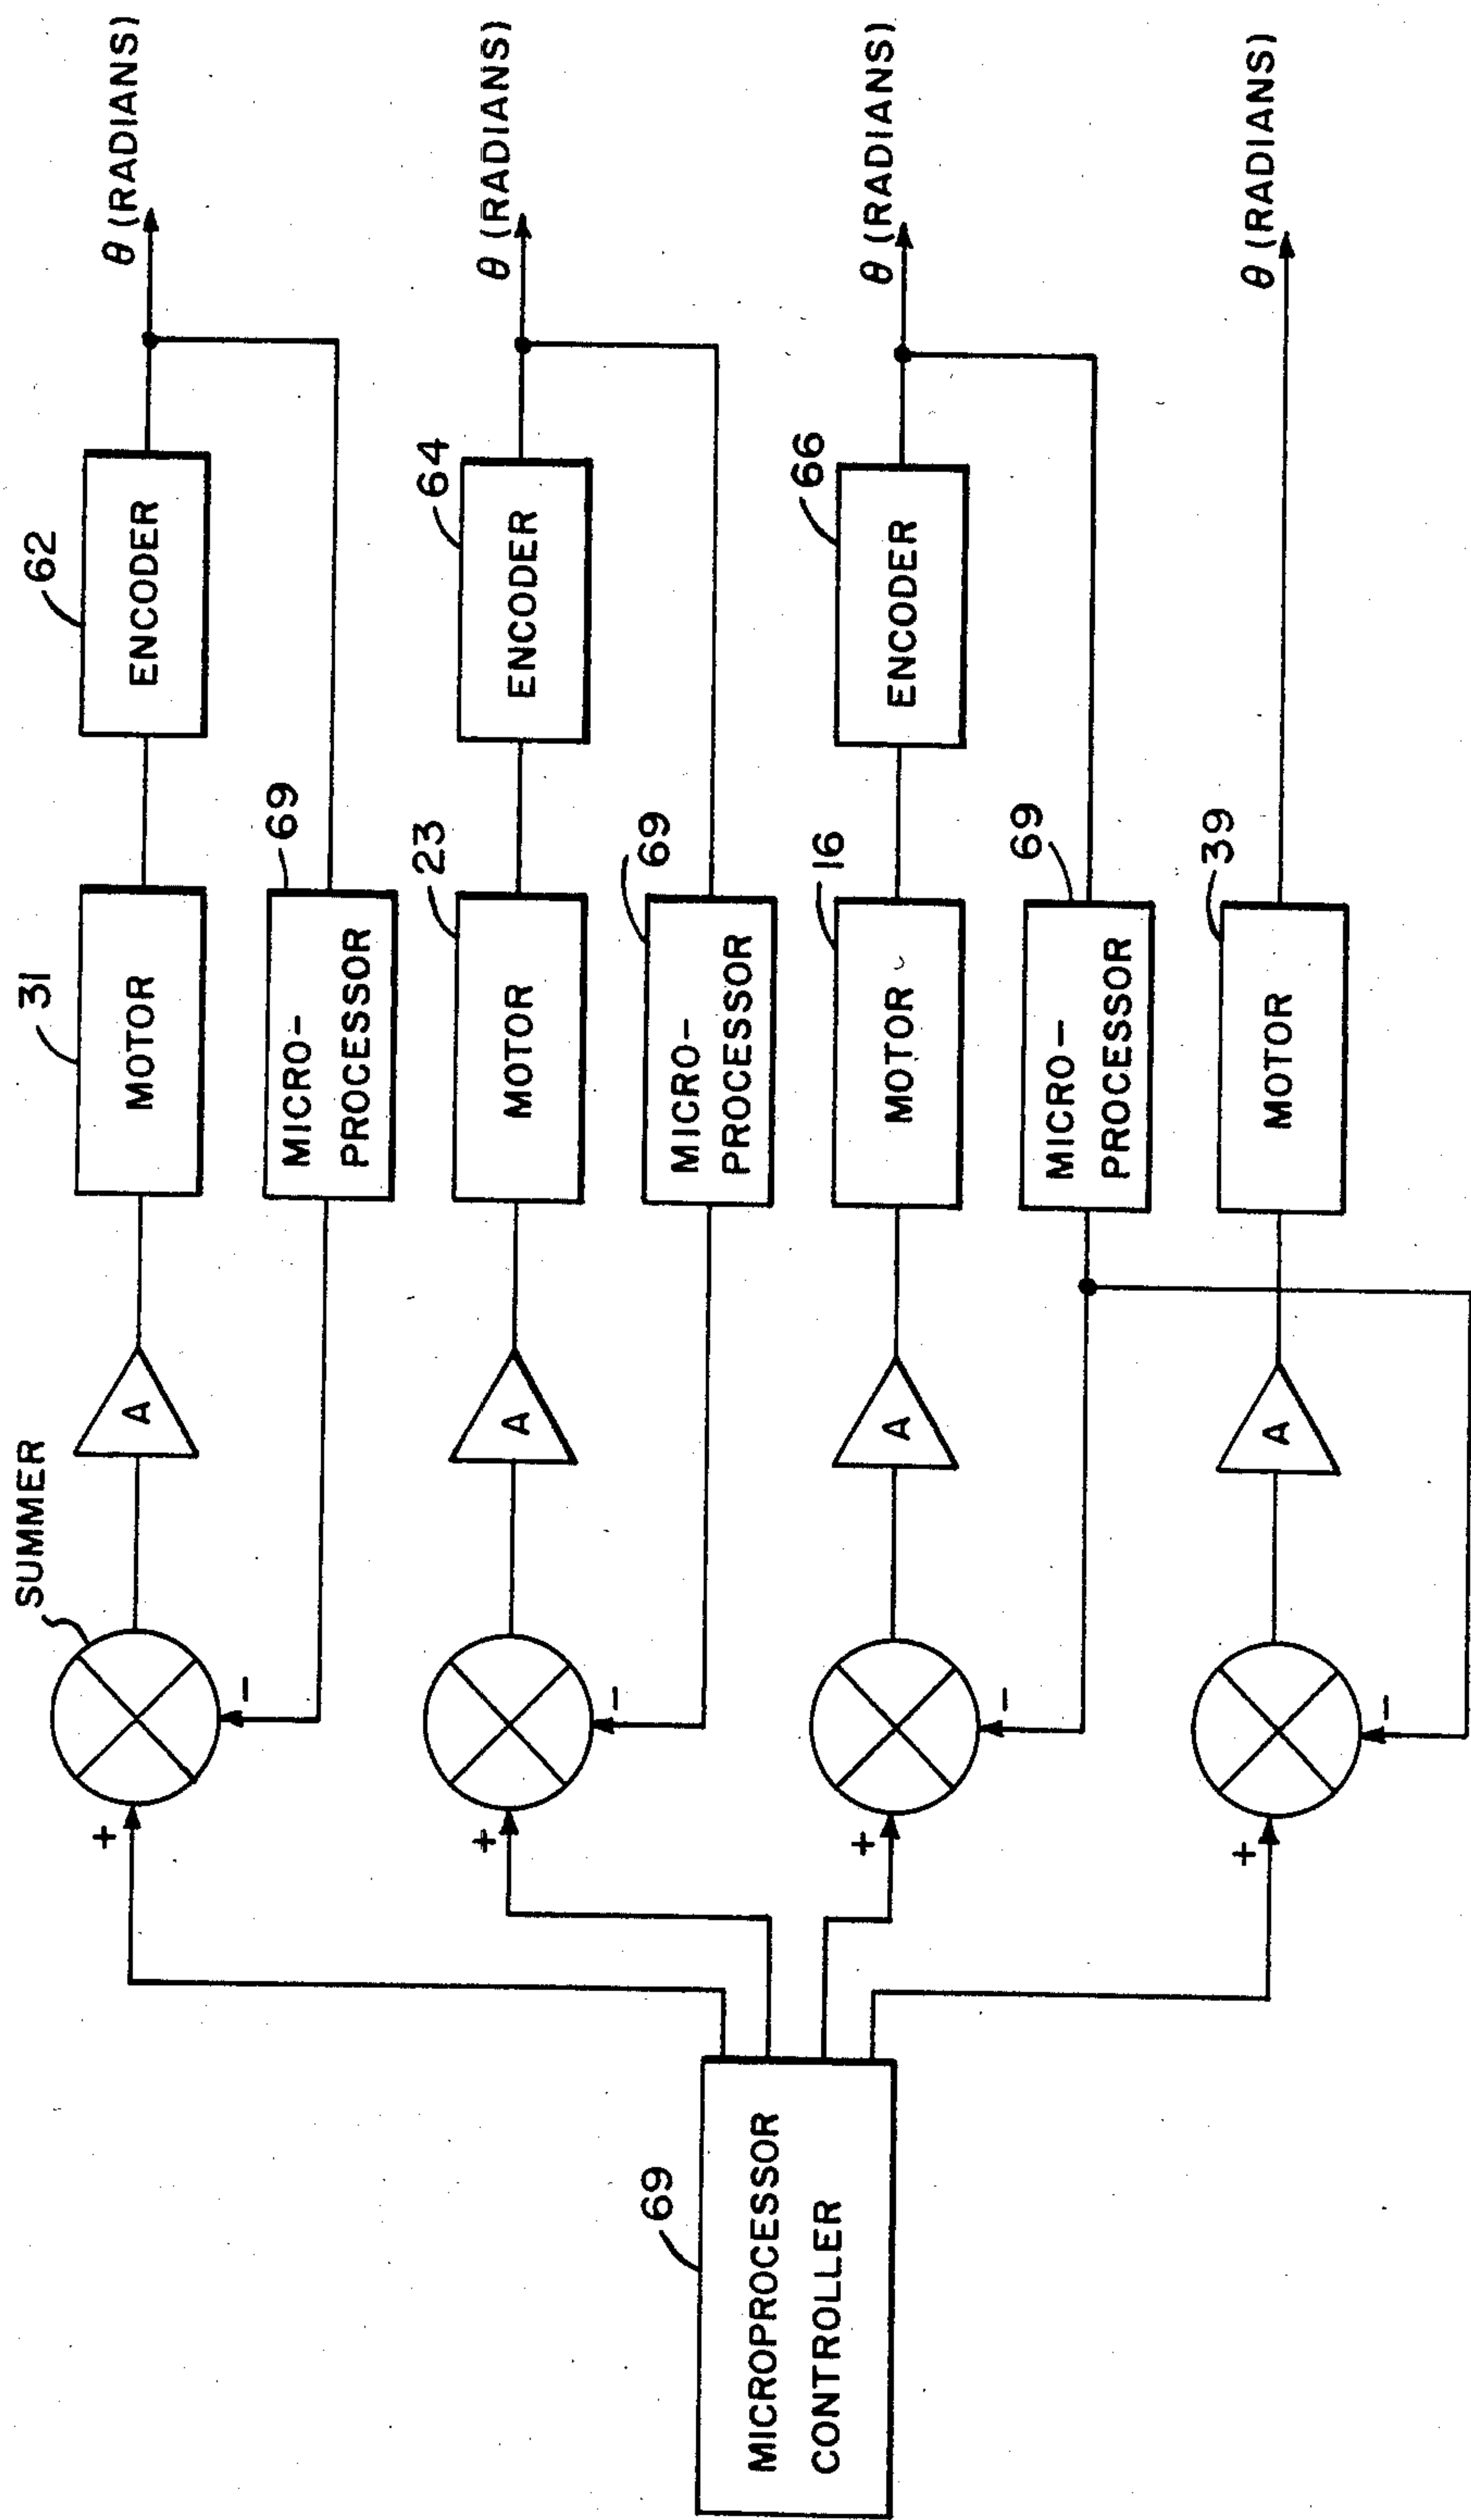 69
MICROPROCESSOR
CONTROLLER
SUMMER
+
-
A
31
MOTOR
62
ENCODER
θ (RADIANS)
69
MICRO-
PROCESSOR
+
-
A
23
MOTOR
64
ENCODER
θ (RADIANS)
69
MICRO-
PROCESSOR
+
-
A
16
MOTOR
66
ENCODER
θ (RADIANS)
69
MICRO-
PROCESSOR
+
-
A
39
MOTOR
θ (RADIANS)